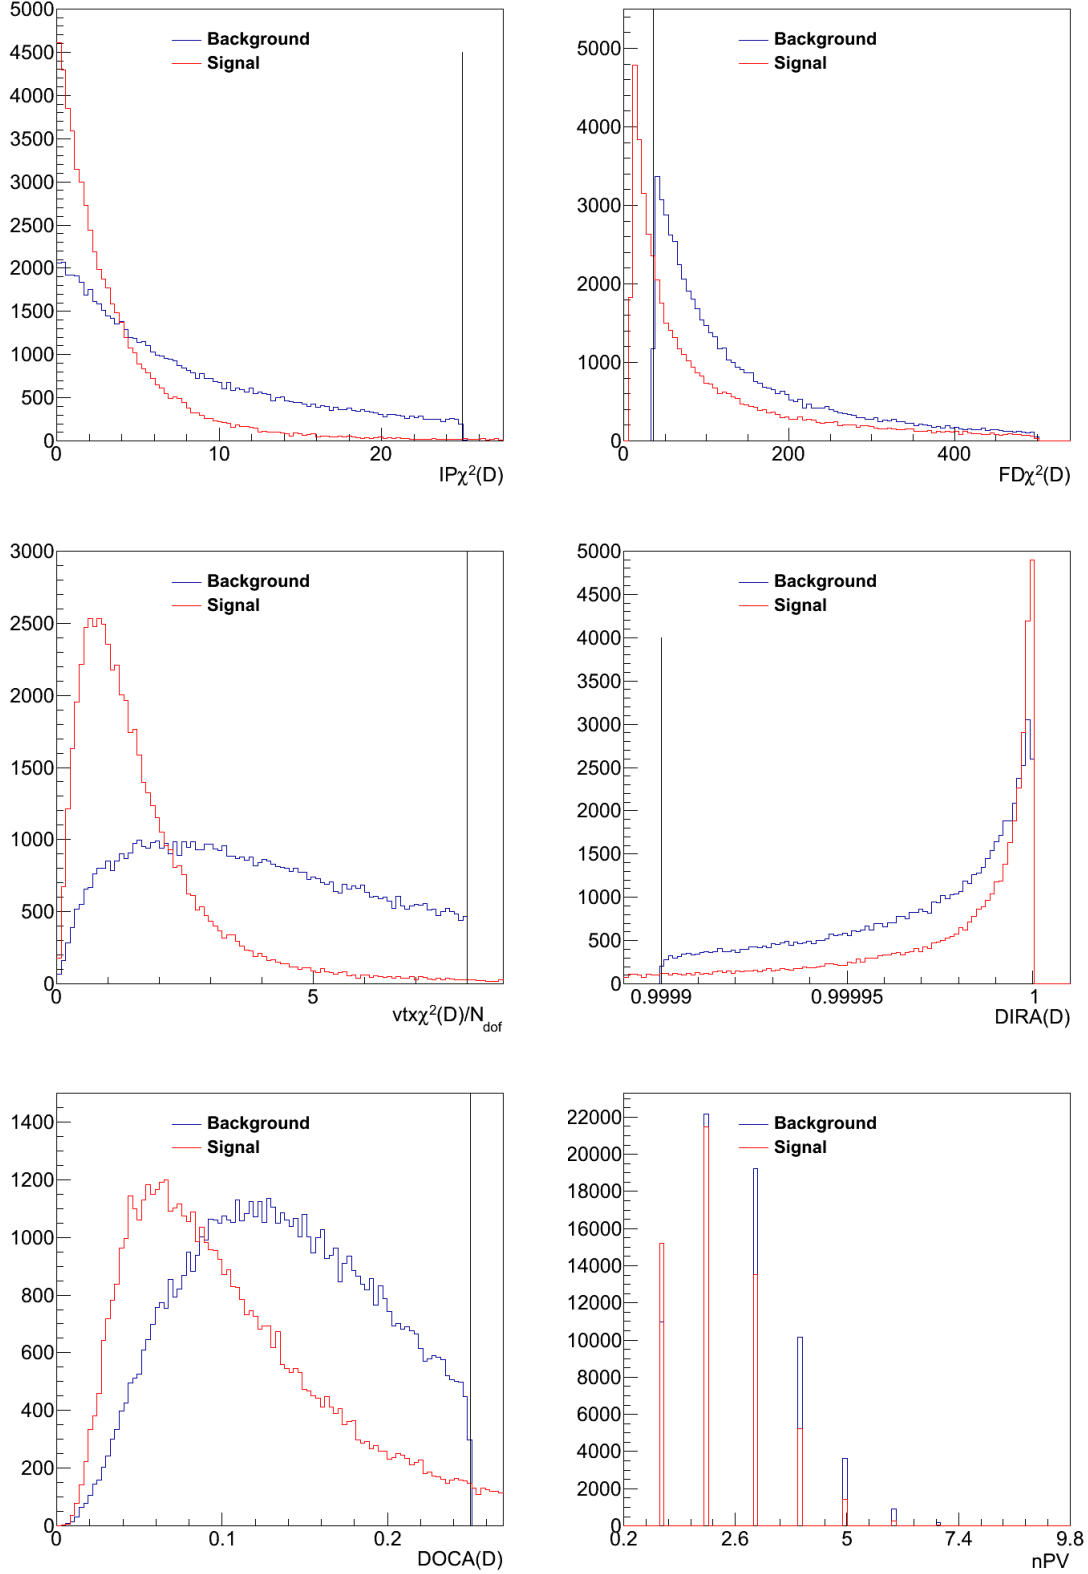 5000
4500
4000
3500
3000
2500
2000
1500
1000
500
0
0 10 20
IPχ²(D)
Background
Signal
5000
4000
3000
2000
1000
0
0 200 400
FDχ²(D)
Background
Signal
3000
2500
2000
1500
1000
500
0
0 5
vtxχ²(D)/N_dof
Background
Signal
5000
4500
4000
3500
3000
2500
2000
1500
1000
500
0
0.9999 0.99995 1
DIRA(D)
Background
Signal
1400
1200
1000
800
600
400
200
0
0 0.1 0.2
DOCA(D)
Background
Signal
22000
20000
18000
16000
14000
12000
10000
8000
6000
4000
2000
0
0.2 2.6 5 7.4 9.8
nPV
Background
Signal